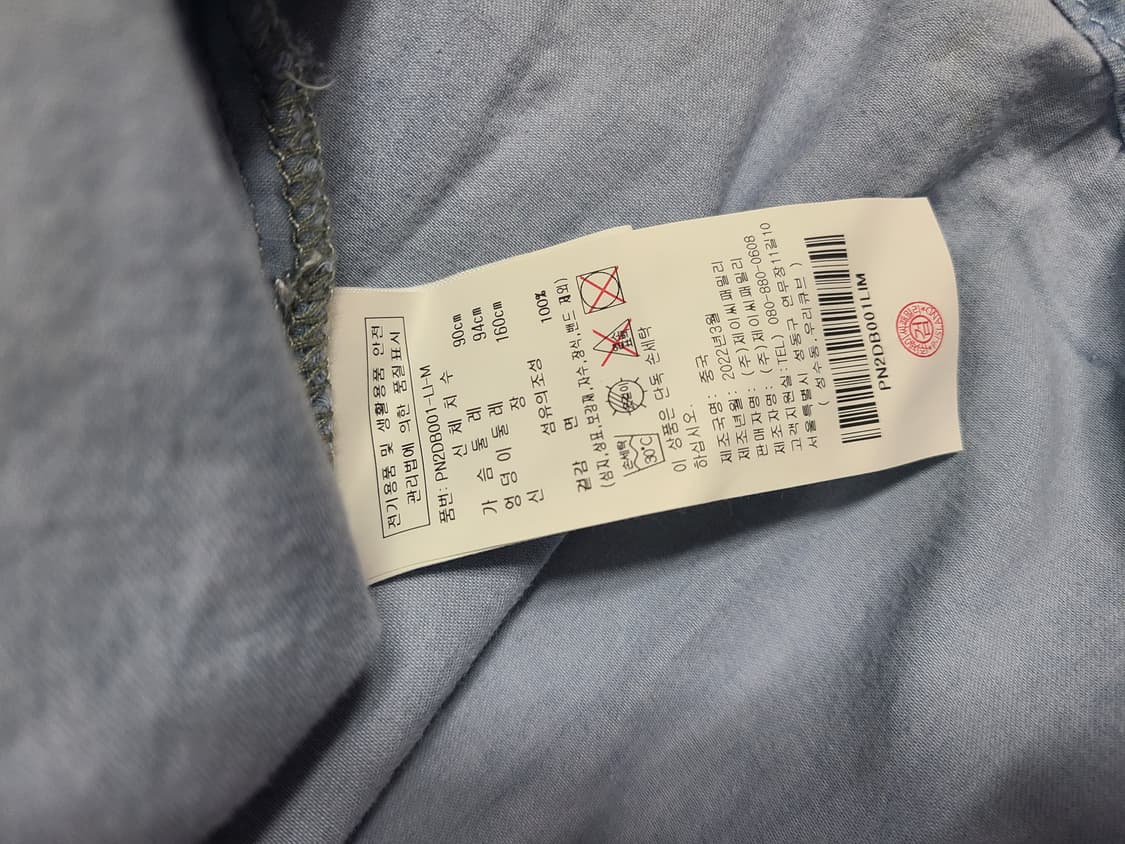 전기용품 및 생활용품 안전
관리법에 의한 품질표시
품번: PN2DB001-LI-M
신체치수
가슴둘레 90cm
엉덩이둘레 94cm
신장 160cm
섬유의조성
겉감 면 100%
(심지,상표,보강재,자수,장식,밴드 제외)
손세탁
30℃
이 상품은 단독 손세탁
하십시오.
제조국명: 중국
제조년월: 2022년3월
판매자명: (주)제이씨패밀리
제조자명: (주)제이씨패밀리
고객지원실:TEL) 080-880-0608
서울특별시 성동구 연무장11길10
( 성수동,우리큐브 )
PN2DB001LIM
검